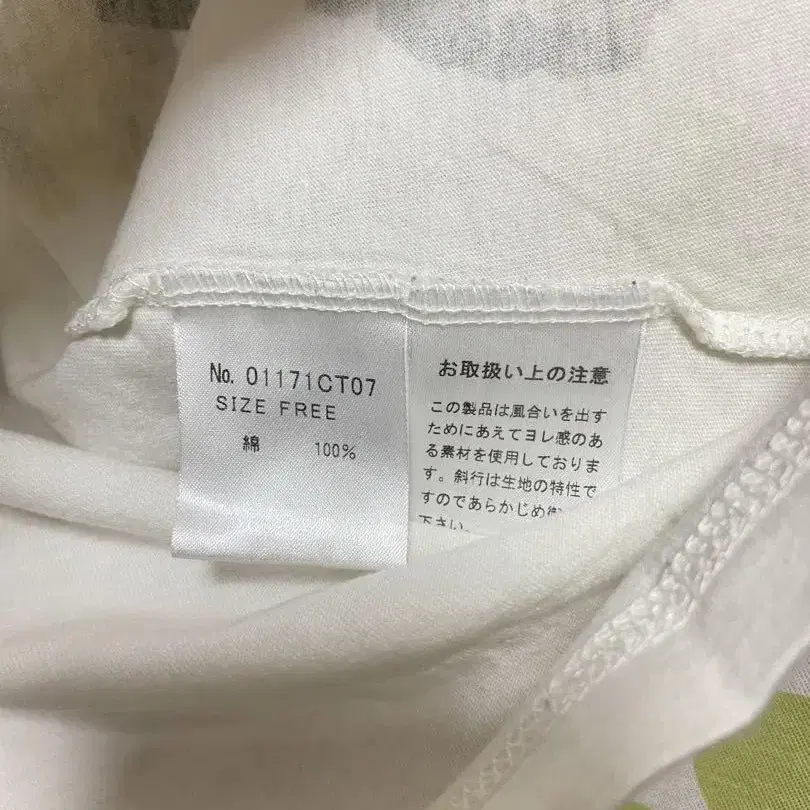 No. 01171CT07
SIZE FREE
綿 100%
お取扱い上の注意
この製品は風合いを出す
ためにあえてヨレ感のあ
る素材を使用しておりま
す。斜行は生地の特性で
すのであらかじめ
下さい。